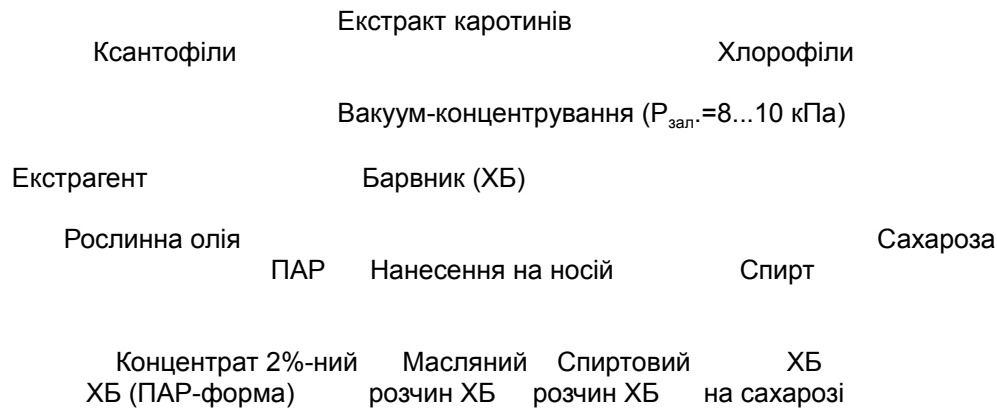 Екстракт каротинів
Ксантофіли Хлорофіли
Вакуум-концентрування (Рзал.=8...10 кПа)
Екстрагент Барвник (ХБ)
Рослинна олія Сахароза
ПАР Нанесення на носій Спирт
Концентрат 2%-ний Масляний Спиртовий ХБ
ХБ (ПАР-форма) розчин ХБ розчин ХБ на сахарозі